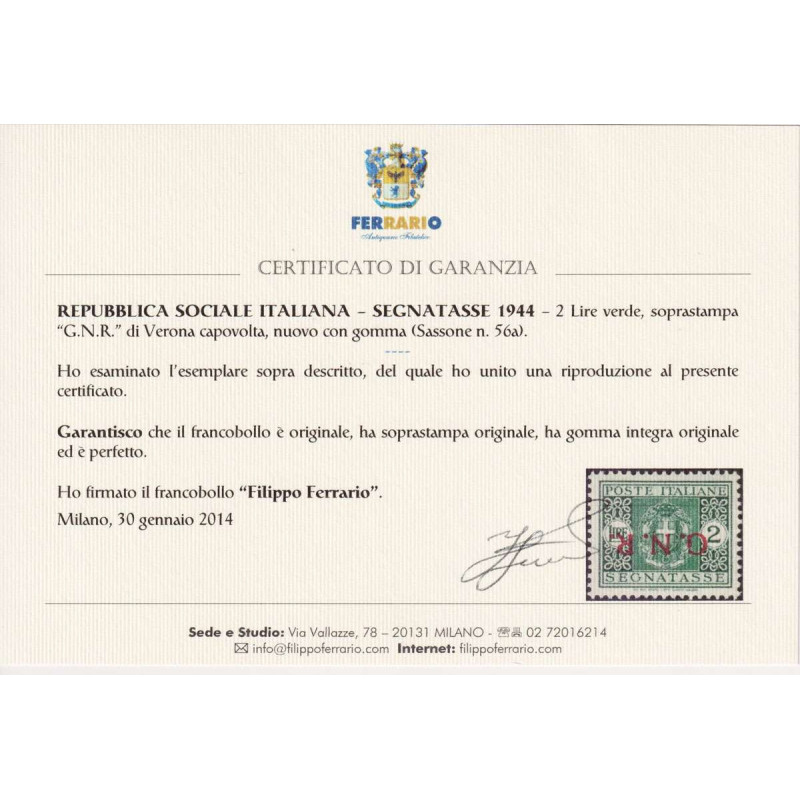 FERRARIO
Antiquario Filatelico
CERTIFICATO DI GARANZIA
REPUBBLICA SOCIALE ITALIANA – SEGNATASSE 1944 – 2 Lire verde, soprastampa
“G.N.R.” di Verona capovolta, nuovo con gomma (Sassone n. 56a).
----
Ho esaminato l'esemplare sopra descritto, del quale ho unito una riproduzione al presente
certificato.
Garantisco che il francobollo è originale, ha soprastampa originale, ha gomma integra originale
ed è perfetto.
Ho firmato il francobollo “Filippo Ferrario”.
Milano, 30 gennaio 2014
POSTE ITALIANE
LIRE 2
G.N.R.
SEGNATASSE
Sede e Studio: Via Vallazze, 78 – 20131 MILANO - ☏ 02 72016214
✉ info@filippoferrario.com Internet: filippoferrario.com